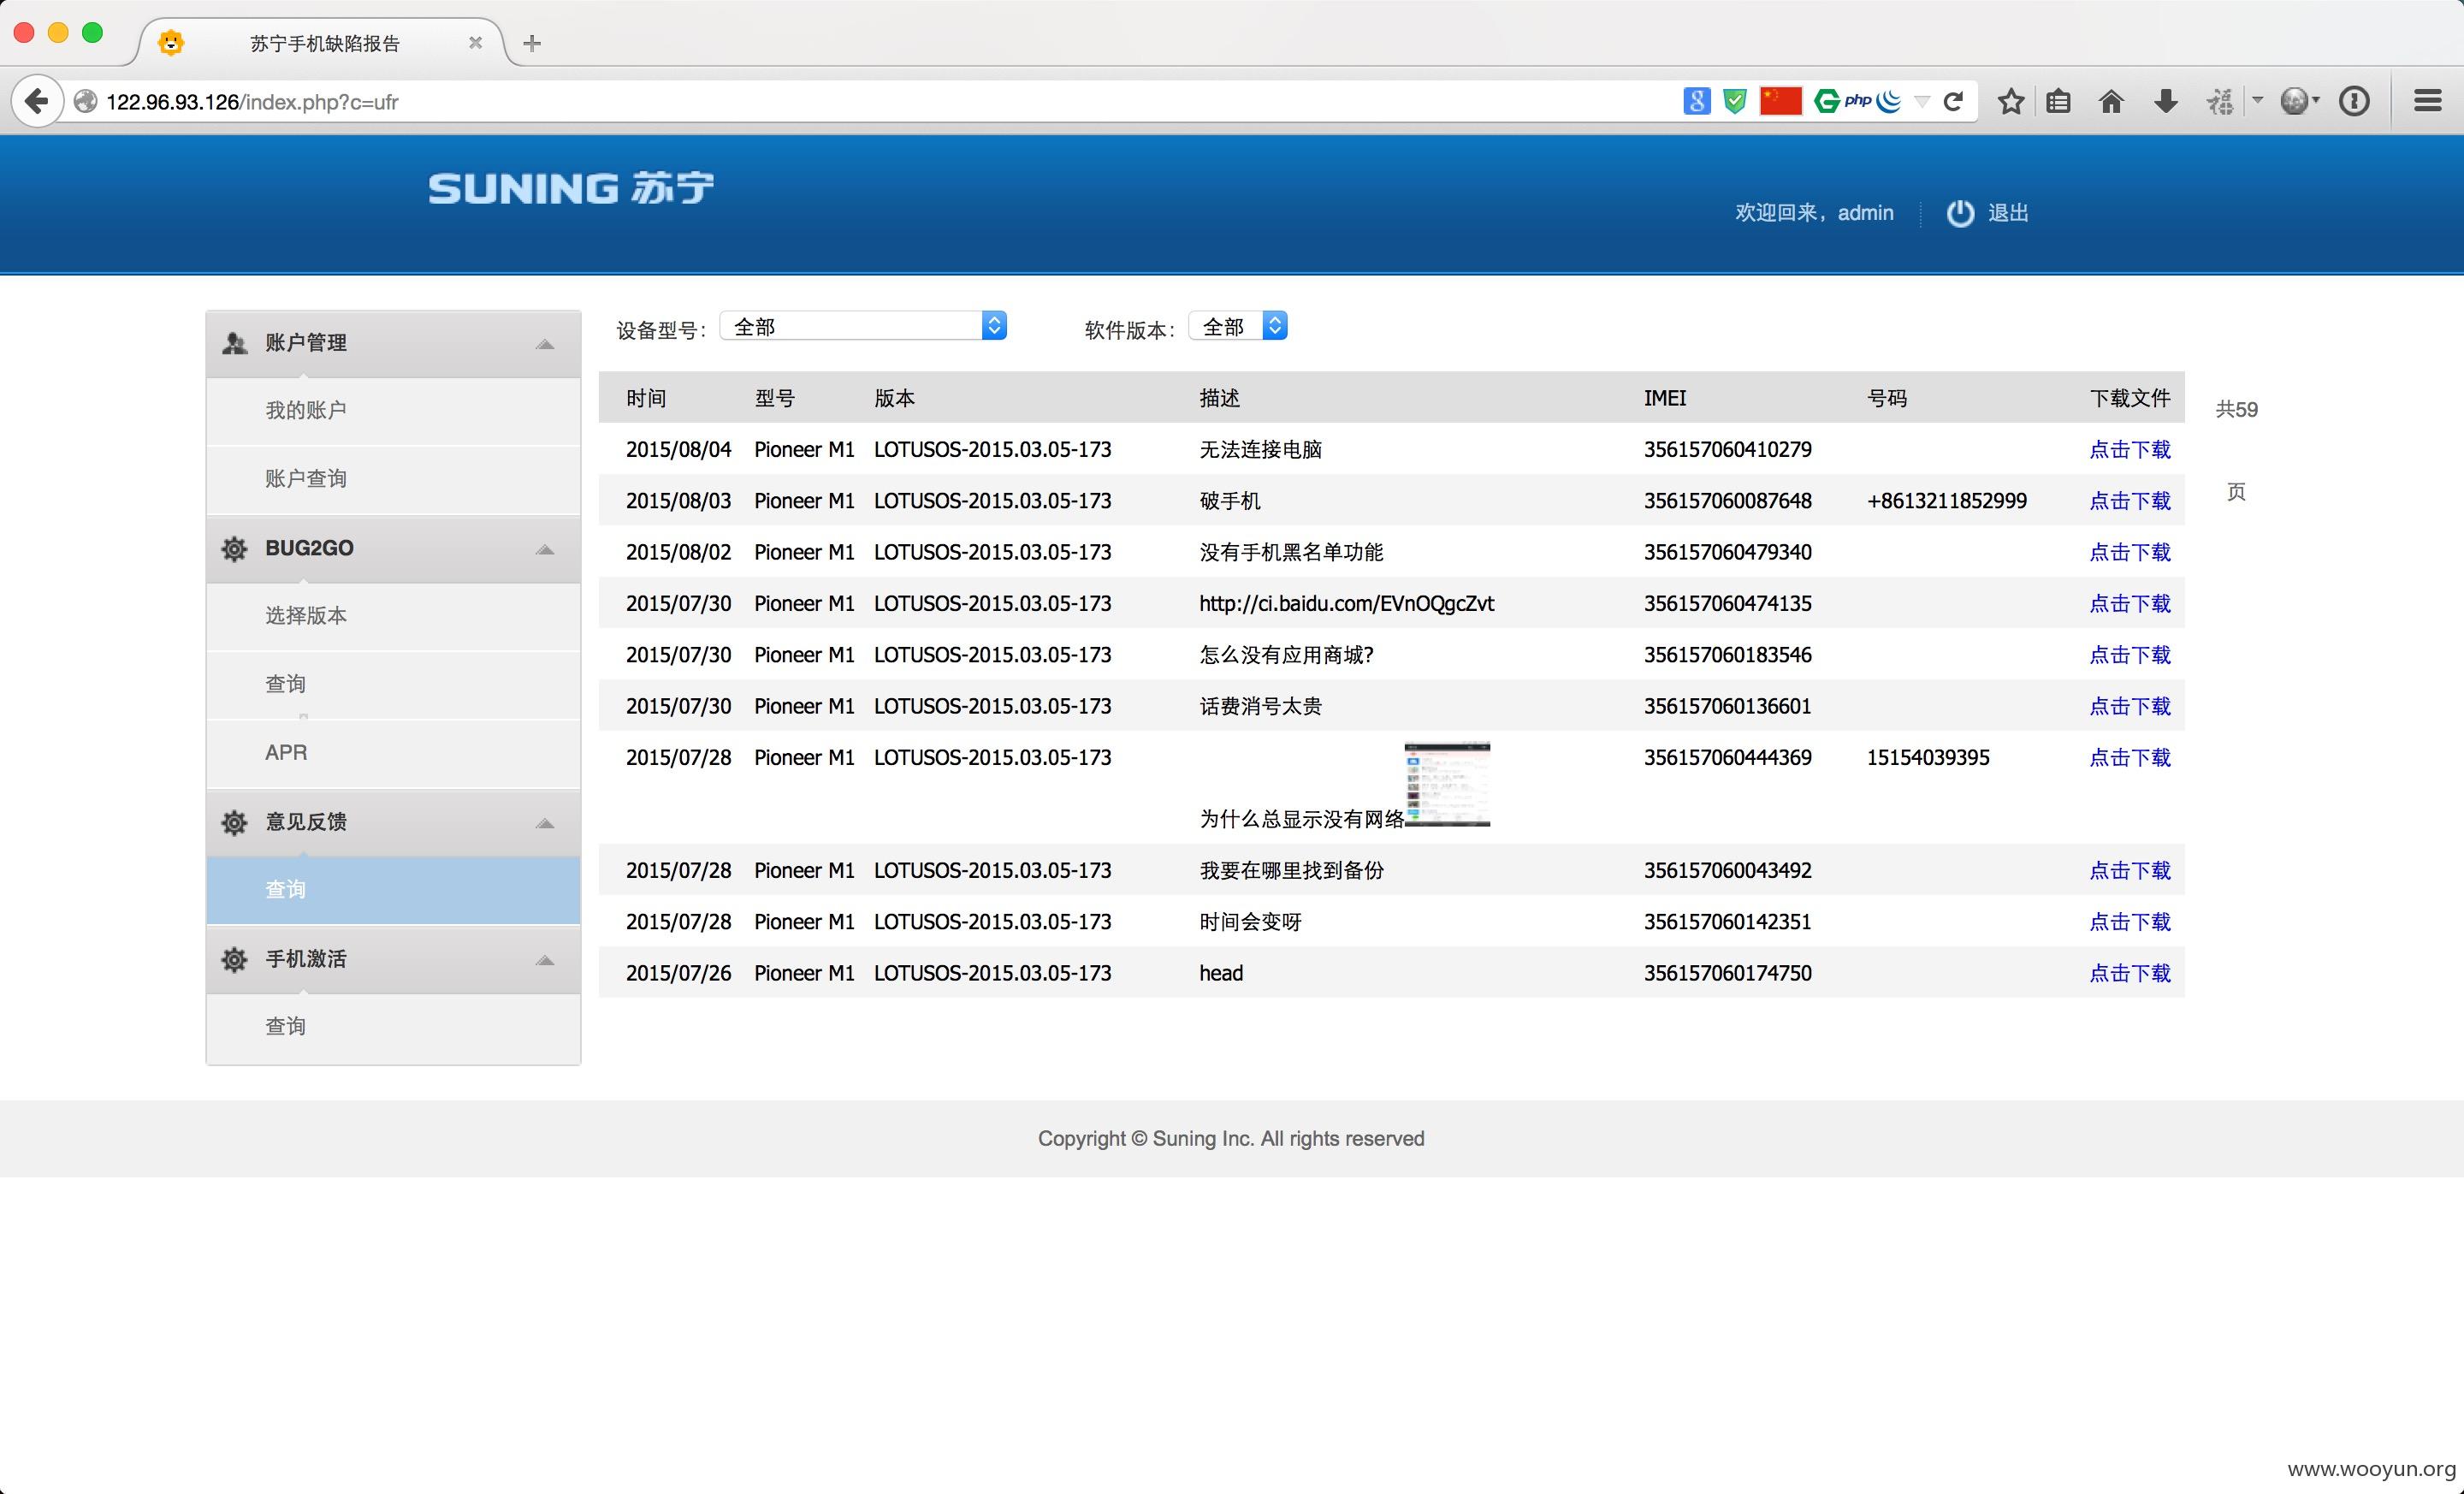 苏宁手机缺陷报告
122.96.93.126/index.php?c=ufr
php
福
SUNING 苏宁
欢迎回来，admin 退出
账户管理
我的账户
账户查询
BUG2GO
选择版本
查询
APR
意见反馈
查询
手机激活
查询
设备型号： 全部 软件版本： 全部
时间 型号 版本 描述 IMEI 号码 下载文件
2015/08/04 Pioneer M1 LOTUSOS-2015.03.05-173 无法连接电脑 356157060410279 点击下载
2015/08/03 Pioneer M1 LOTUSOS-2015.03.05-173 破手机 356157060087648 +8613211852999 点击下载
2015/08/02 Pioneer M1 LOTUSOS-2015.03.05-173 没有手机黑名单功能 356157060479340 点击下载
2015/07/30 Pioneer M1 LOTUSOS-2015.03.05-173 http://ci.baidu.com/EVnOQgcZvt 356157060474135 点击下载
2015/07/30 Pioneer M1 LOTUSOS-2015.03.05-173 怎么没有应用商城? 356157060183546 点击下载
2015/07/30 Pioneer M1 LOTUSOS-2015.03.05-173 话费消号太贵 356157060136601 点击下载
2015/07/28 Pioneer M1 LOTUSOS-2015.03.05-173 为什么总显示没有网络 356157060444369 15154039395 点击下载
2015/07/28 Pioneer M1 LOTUSOS-2015.03.05-173 我要在哪里找到备份 356157060043492 点击下载
2015/07/28 Pioneer M1 LOTUSOS-2015.03.05-173 时间会变呀 356157060142351 点击下载
2015/07/26 Pioneer M1 LOTUSOS-2015.03.05-173 head 356157060174750 点击下载
共59
页
Copyright © Suning Inc. All rights reserved
www.wooyun.org